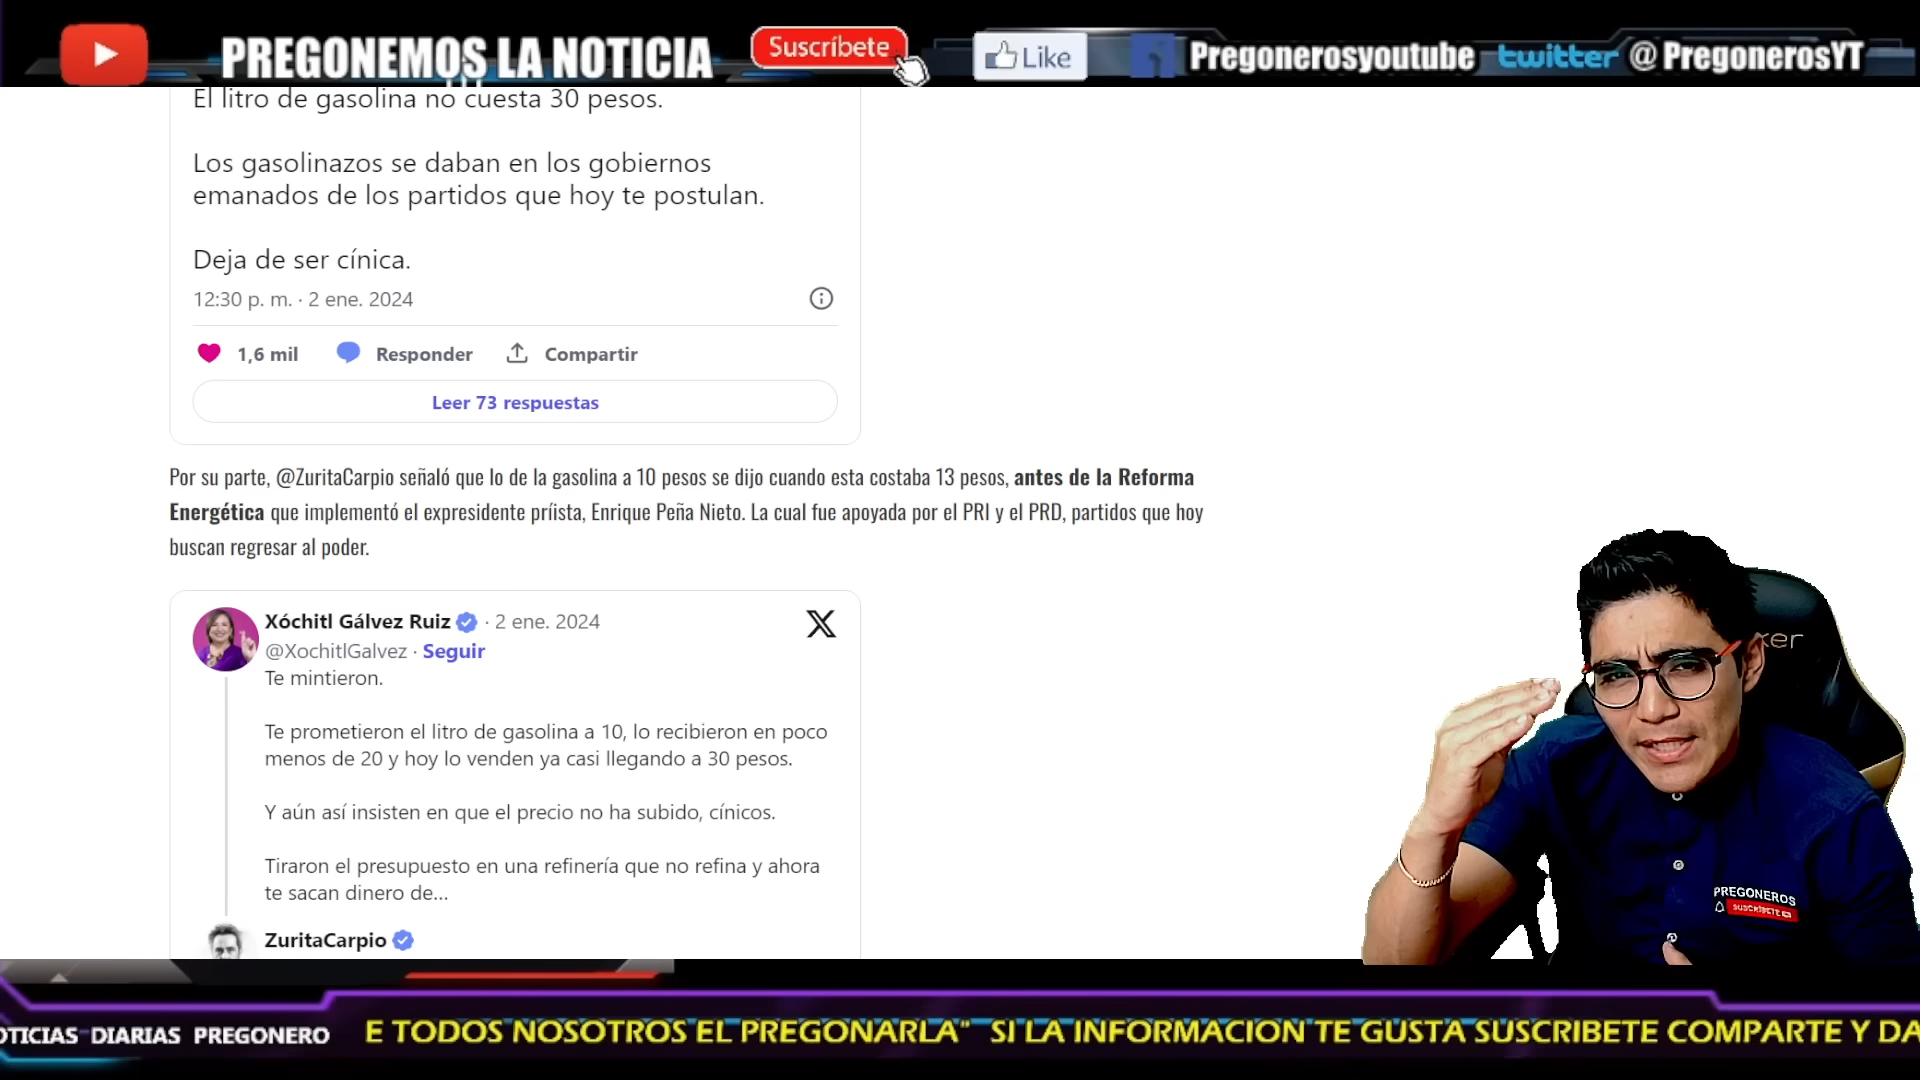 PREGONEMOS LA NOTICIA
Suscríbete
Like
Pregonerosyoutube
twitter @PregonerosYT
El litro de gasolina no cuesta 30 pesos.
Los gasolinazos se daban en los gobiernos
emanados de los partidos que hoy te postulan.
Deja de ser cínica.
12:30 p. m. · 2 ene. 2024
1,6 mil Responder Compartir
Leer 73 respuestas
Por su parte, @ZuritaCarpio señaló que lo de la gasolina a 10 pesos se dijo cuando esta costaba 13 pesos, antes de la Reforma
Energética que implementó el expresidente príista, Enrique Peña Nieto. La cual fue apoyada por el PRI y el PRD, partidos que hoy
buscan regresar al poder.
Xóchitl Gálvez Ruiz · 2 ene. 2024
@XochitlGalvez · Seguir
Te mintieron.
Te prometieron el litro de gasolina a 10, lo recibieron en poco
menos de 20 y hoy lo venden ya casi llegando a 30 pesos.
Y aún así insisten en que el precio no ha subido, cínicos.
Tiraron el presupuesto en una refinería que no refina y ahora
te sacan dinero de...
ZuritaCarpio
ker
PREGONEROS
SUSCRÍBETE
OTICIAS DIARIAS PREGONERO
E TODOS NOSOTROS EL PREGONARLA" SI LA INFORMACION TE GUSTA SUSCRIBETE COMPARTE Y DA